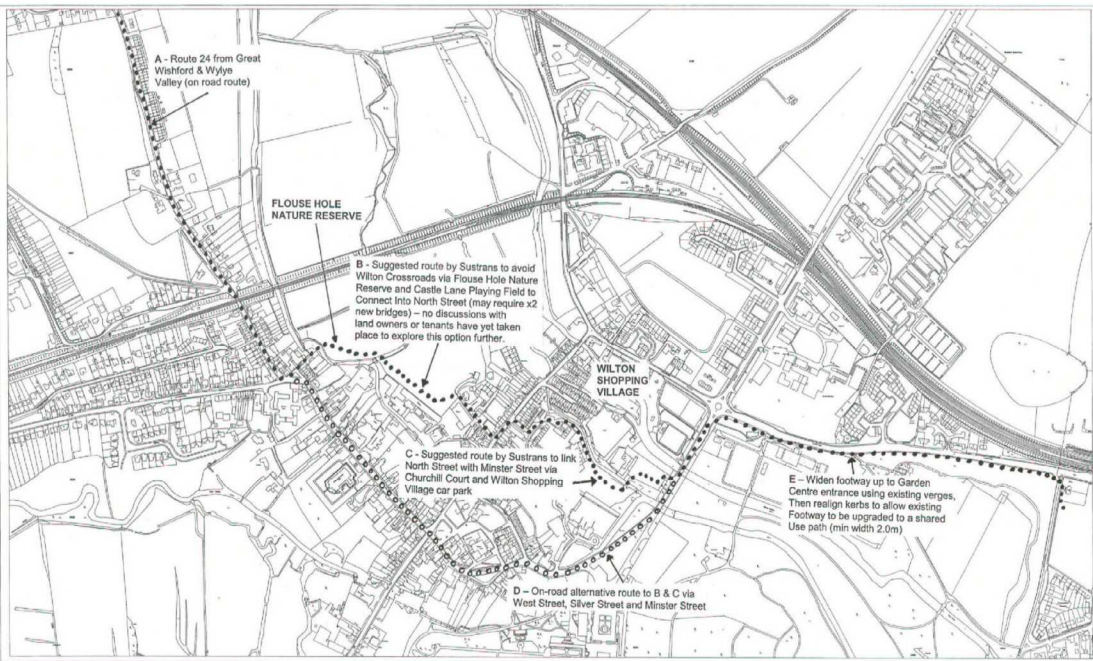 A - Route 24 from Great
Wishford & Wylye
Valley (on road route)
FLOUSE HOLE
NATURE RESERVE
B - Suggested route by Sustrans to avoid
Wilton Crossroads via Flouse Hole Nature
Reserve and Castle Lane Playing Field to
Connect Into North Street (may require x2
new bridges) – no discussions with
land owners or tenants have yet taken
place to explore this option further.
WILTON
SHOPPING
VILLAGE
C - Suggested route by Sustrans to link
North Street with Minster Street via
Churchill Court and Wilton Shopping
Village car park
E – Widen footway up to Garden
Centre entrance using existing verges,
Then realign kerbs to allow existing
Footway to be upgraded to a shared
Use path (min width 2.0m)
D – On-road alternative route to B & C via
West Street, Silver Street and Minster Street